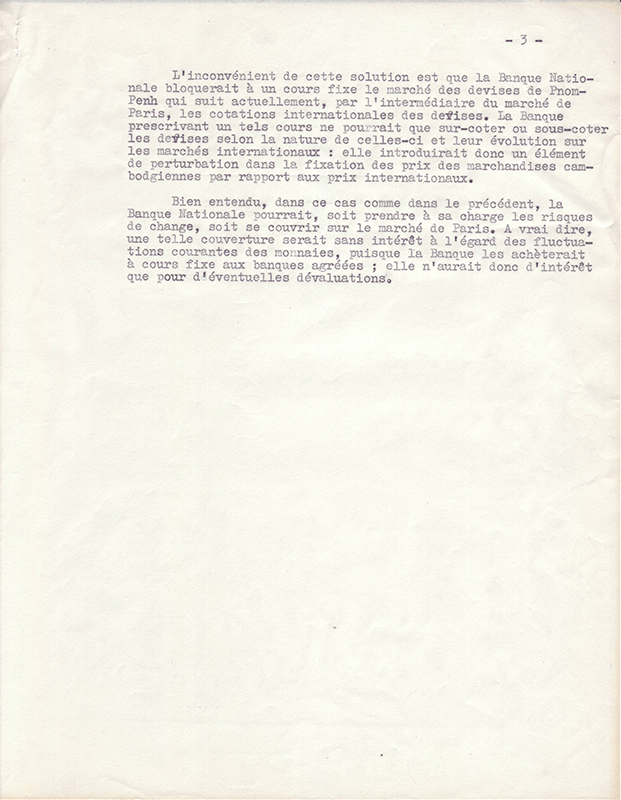 - 3 -
L'inconvénient de cette solution est que la Banque Natio-
nale bloquerait à un cours fixe le marché des devises de Pnom-
Penh qui suit actuellement, par l'intermédiaire du marché de
Paris, les cotations internationales des devises. La Banque
prescrivant un tels cours ne pourrait que sur-coter ou sous-coter
les devises selon la nature de celles-ci et leur évolution sur
les marchés internationaux : elle introduirait donc un élément
de perturbation dans la fixation des prix des marchandises cam-
bodgiennes par rapport aux prix internationaux.
Bien entendu, dans ce cas comme dans le précédent, la
Banque Nationale pourrait, soit prendre à sa charge les risques
de change, soit se couvrir sur le marché de Paris. A vrai dire,
une telle couverture serait sans intérêt à l'égard des fluctua-
tions courantes des monnaies, puisque la Banque les achèterait
à cours fixe aux banques agréées ; elle n'aurait donc d'intérêt
que pour d'éventuelles dévaluations.